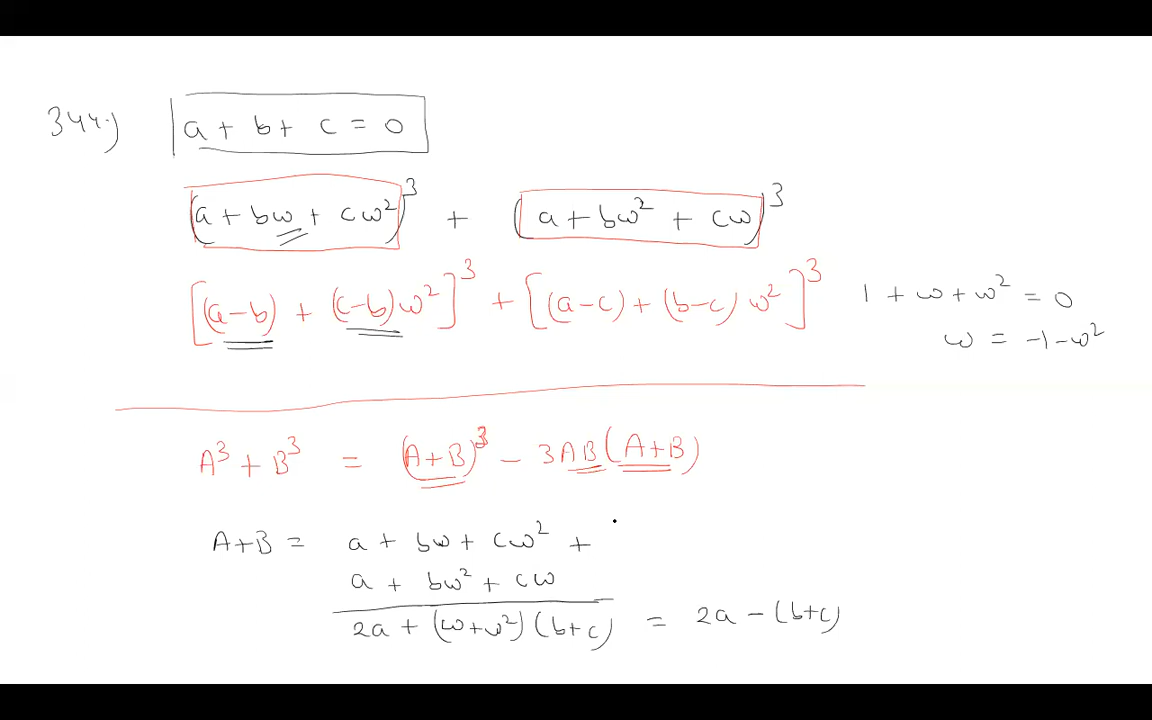 344.) a + b + c = 0
(a + bω + cω²)³ + (a + bω² + cω)³
[(a-b) + (c-b)ω²]³ + [(a-c) + (b-c)ω²]³
1 + ω + ω² = 0
ω = -1-ω²
A³ + B³ = (A+B)³ - 3AB(A+B)
A+B = a + bω + cω² +
a + bω² + cω
2a + (ω+ω²)(b+c) = 2a - (b+c)